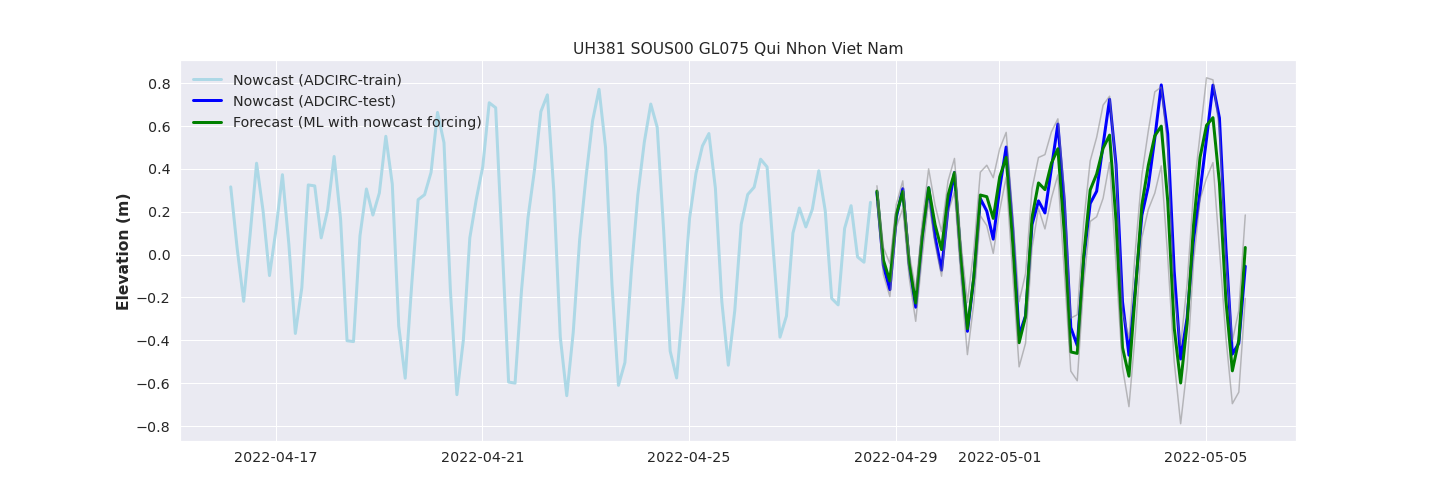 UH381 SOUS00 GL075 Qui Nhon Viet Nam
Nowcast (ADCIRC-train)
Nowcast (ADCIRC-test)
Forecast (ML with nowcast forcing)
Elevation (m)
0.8
0.6
0.4
0.2
0.0
−0.2
−0.4
−0.6
−0.8
2022-04-17 2022-04-21 2022-04-25 2022-04-29 2022-05-01 2022-05-05